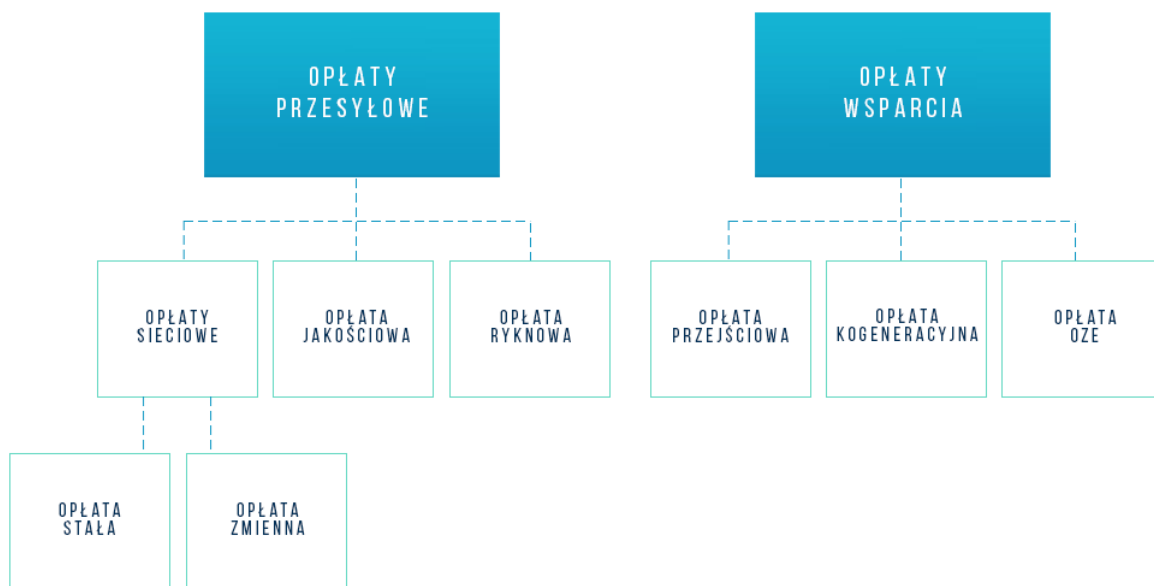 OPŁATY
PRZESYŁOWE
OPŁATY
WSPARCIA
OPŁATY
SIECIOWE
OPŁATA
JAKOŚCIOWA
OPŁATA
RYKNOWA
OPŁATA
PRZEJŚCIOWA
OPŁATA
KOGENERACYJNA
OPŁATA
OZE
OPŁATA
STAŁA
OPŁATA
ZMIENNA